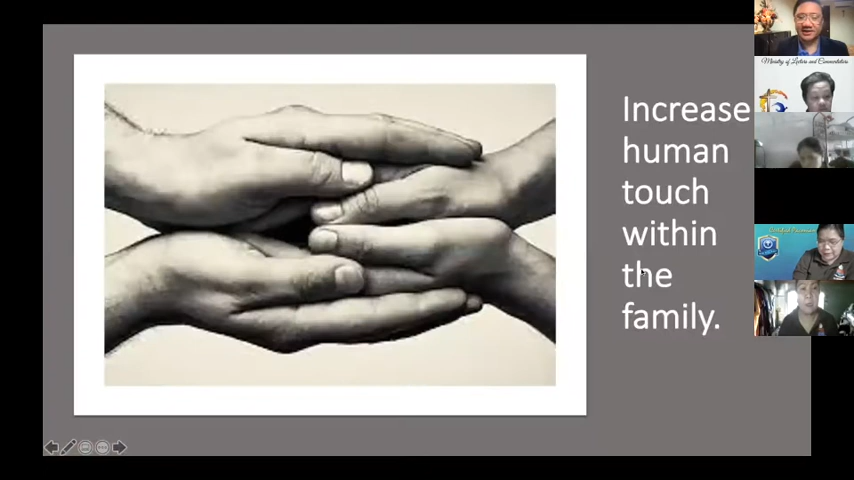 Increase
human
touch
within
the
family.
Ministry of Lectors and Commentators